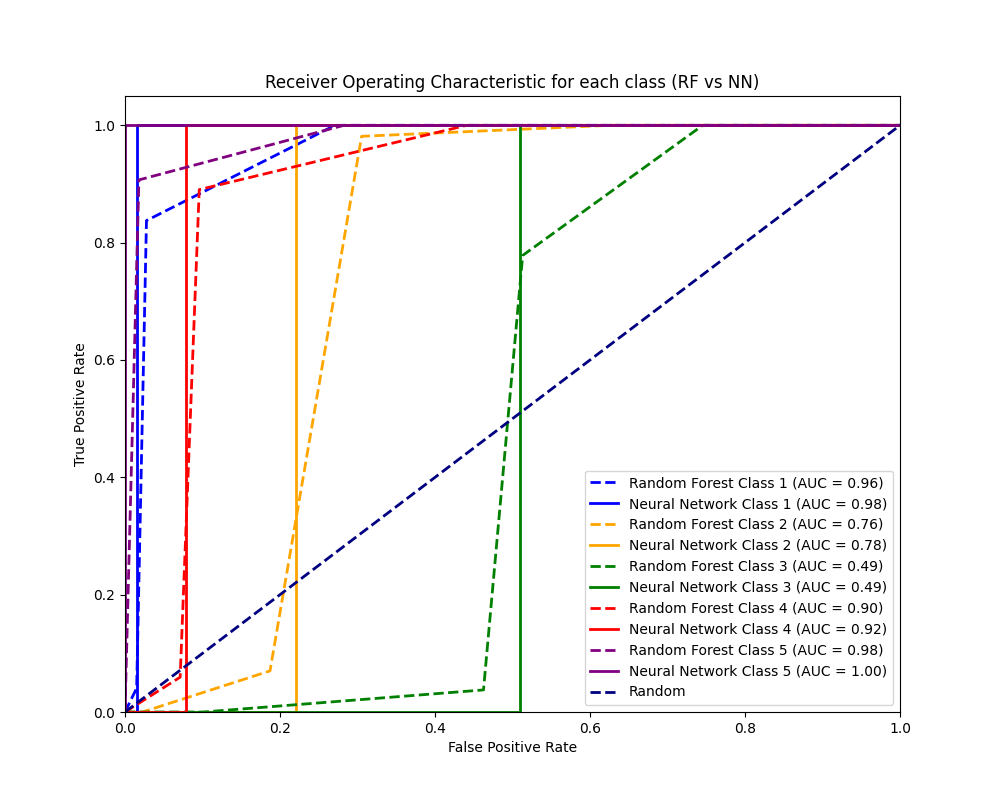 Receiver Operating Characteristic for each class (RF vs NN)
1.0
0.8
0.6
0.4
0.2
0.0
True Positive Rate
0.0 0.2 0.4 0.6 0.8 1.0
False Positive Rate
Random Forest Class 1 (AUC = 0.96)
Neural Network Class 1 (AUC = 0.98)
Random Forest Class 2 (AUC = 0.76)
Neural Network Class 2 (AUC = 0.78)
Random Forest Class 3 (AUC = 0.49)
Neural Network Class 3 (AUC = 0.49)
Random Forest Class 4 (AUC = 0.90)
Neural Network Class 4 (AUC = 0.92)
Random Forest Class 5 (AUC = 0.98)
Neural Network Class 5 (AUC = 1.00)
Random